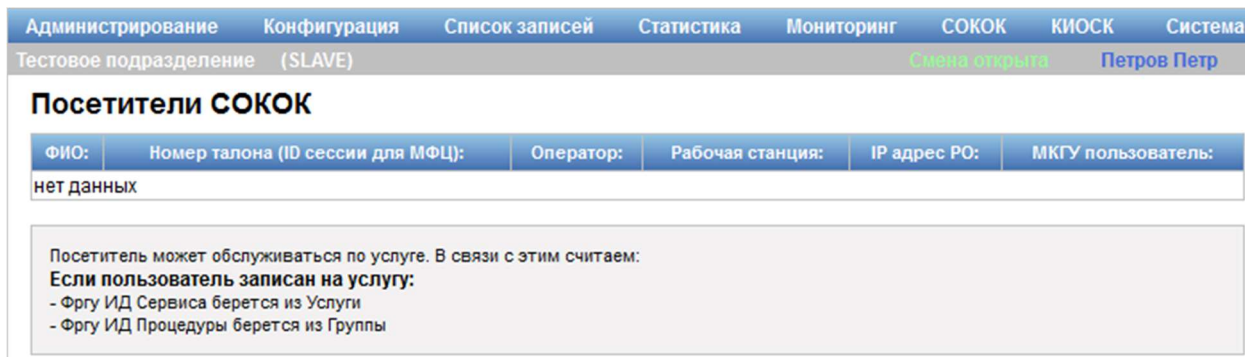 Администрирование Конфигурация Список записей Статистика Мониторинг СОКОК КИОСК Система
Тестовое подразделение (SLAVE) Смена открыта Петров Петр
Посетители СОКОК
ФИО: Номер талона (ID сессии для МФЦ): Оператор: Рабочая станция: IP адрес РО: МКГУ пользователь:
нет данных
Посетитель может обслуживаться по услуге. В связи с этим считаем:
Если пользователь записан на услугу:
- Фргу ИД Сервиса берется из Услуги
- Фргу ИД Процедуры берется из Группы